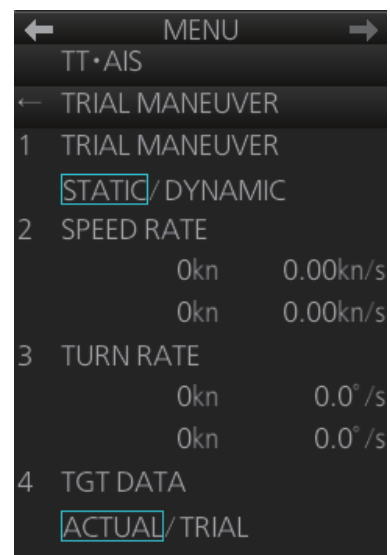 ← MENU →
TT•AIS
← TRIAL MANEUVER
1 TRIAL MANEUVER
STATIC/DYNAMIC
2 SPEED RATE
0kn 0.00kn/s
0kn 0.00kn/s
3 TURN RATE
0kn 0.0°/s
0kn 0.0°/s
4 TGT DATA
ACTUAL/TRIAL